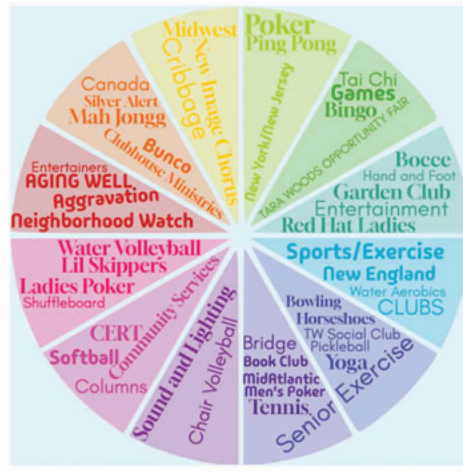 Poker
Ping Pong
New York/New Jersey
Tai Chi
Games
Bingo
TARA WOODS OPPORTUNITY FAIR
Bocce
Hand and Foot
Garden Club
Entertainment
Red Hat Ladies
Sports/Exercise
New England
Water Aerobics
CLUBS
Bowling
Horseshoes
TW Social Club
Pickleball
Yoga
Senior Exercise
Bridge
Book Club
MidAtlantic
Men's Poker
Tennis
Sound and Lighting
Chair Volleyball
Community Services
CERT
Softball
Columns
Water Volleyball
Lil Skippers
Ladies Poker
Shuffleboard
Entertainers
AGING WELL
Aggravation
Neighborhood Watch
Canada
Silver Alert
Mah Jongg
Bunco
Clubhouse Ministries
Midwest
New Image Chorus
Cribbage